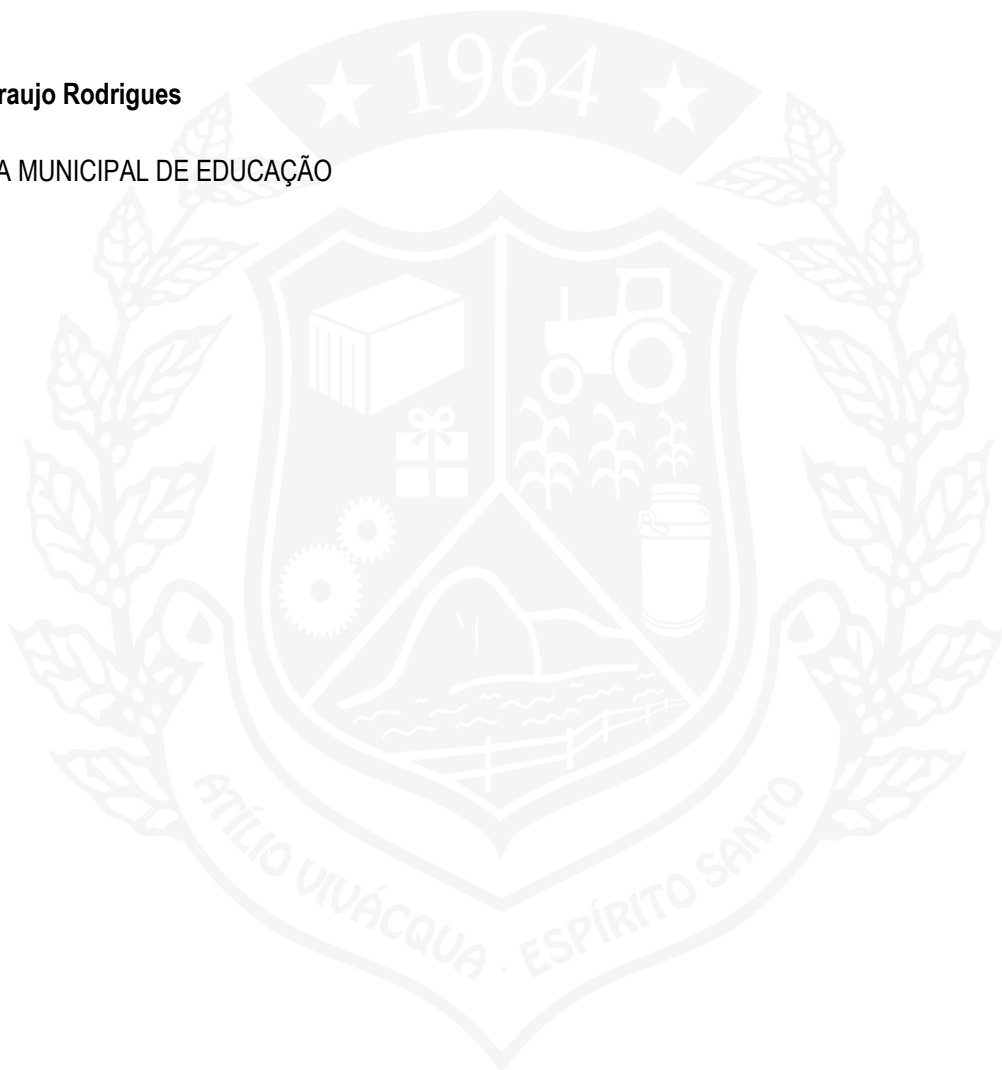 1964
raujo Rodrigues
A MUNICIPAL DE EDUCAÇÃO
ATÍLIO VIVÁCQUA · ESPÍRITO SANTO